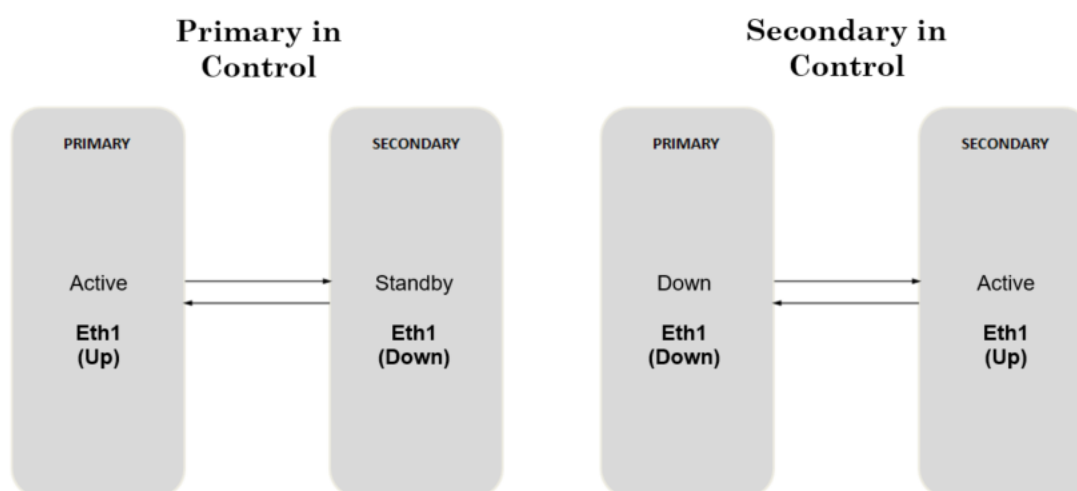 Primary in
Control
PRIMARY
Active
Eth1
(Up)
SECONDARY
Standby
Eth1
(Down)
Secondary in
Control
PRIMARY
Down
Eth1
(Down)
SECONDARY
Active
Eth1
(Up)